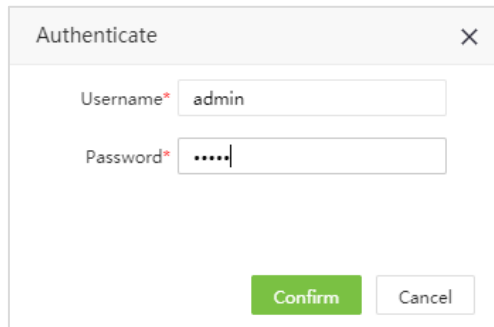 Authenticate
Username* admin
Password* •••••
Confirm Cancel